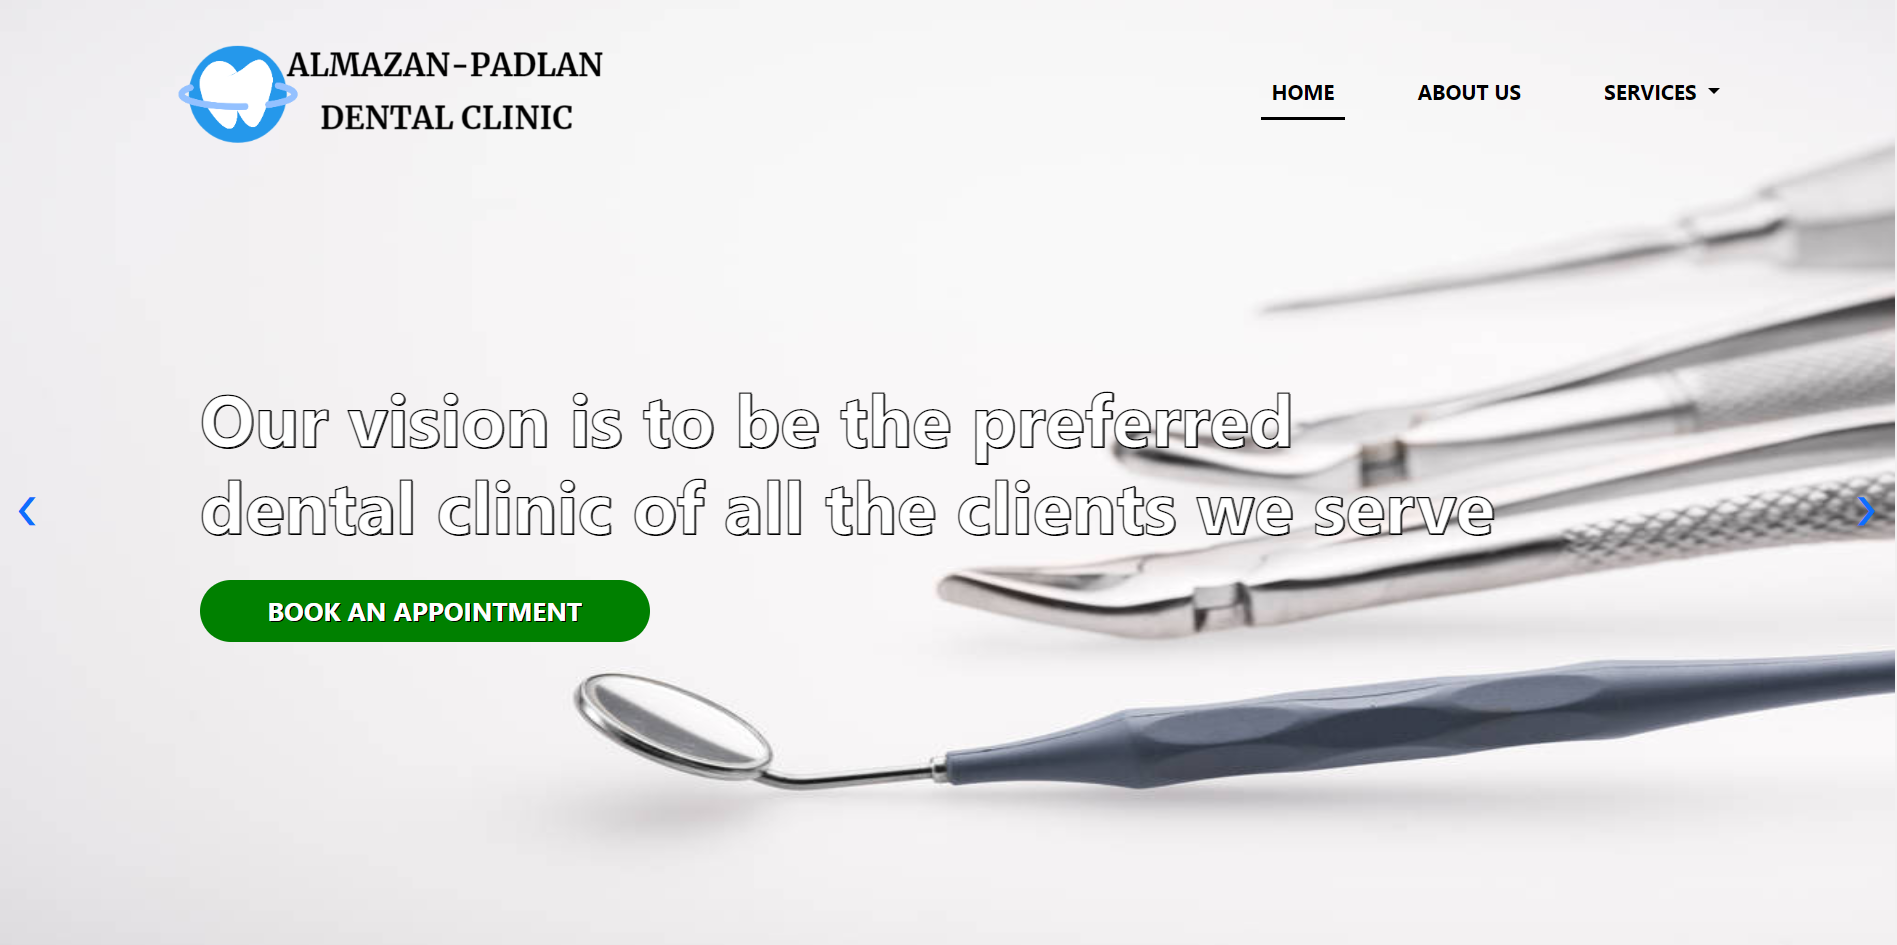 ALMAZAN-PADLAN
DENTAL CLINIC
HOME
ABOUT US
SERVICES
Our vision is to be the preferred
dental clinic of all the clients we serve
BOOK AN APPOINTMENT